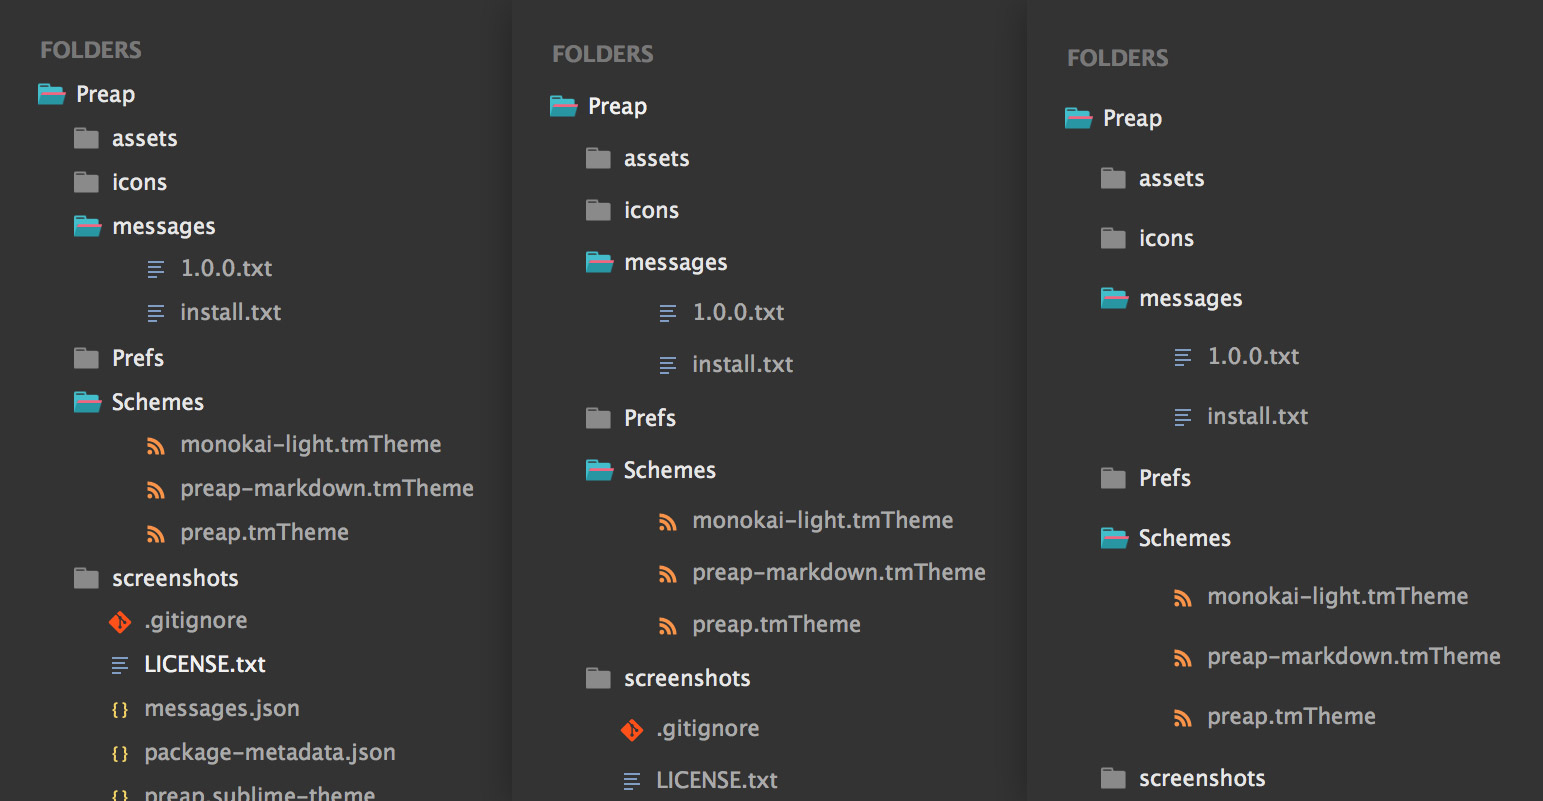 FOLDERS
Preap
assets
icons
messages
1.0.0.txt
install.txt
Prefs
Schemes
monokai-light.tmTheme
preap-markdown.tmTheme
preap.tmTheme
screenshots
.gitignore
LICENSE.txt
{} messages.json
{} package-metadata.json
{} preap.sublime-theme
FOLDERS
Preap
assets
icons
messages
1.0.0.txt
install.txt
Prefs
Schemes
monokai-light.tmTheme
preap-markdown.tmTheme
preap.tmTheme
screenshots
.gitignore
LICENSE.txt
FOLDERS
Preap
assets
icons
messages
1.0.0.txt
install.txt
Prefs
Schemes
monokai-light.tmTheme
preap-markdown.tmTheme
preap.tmTheme
screenshots